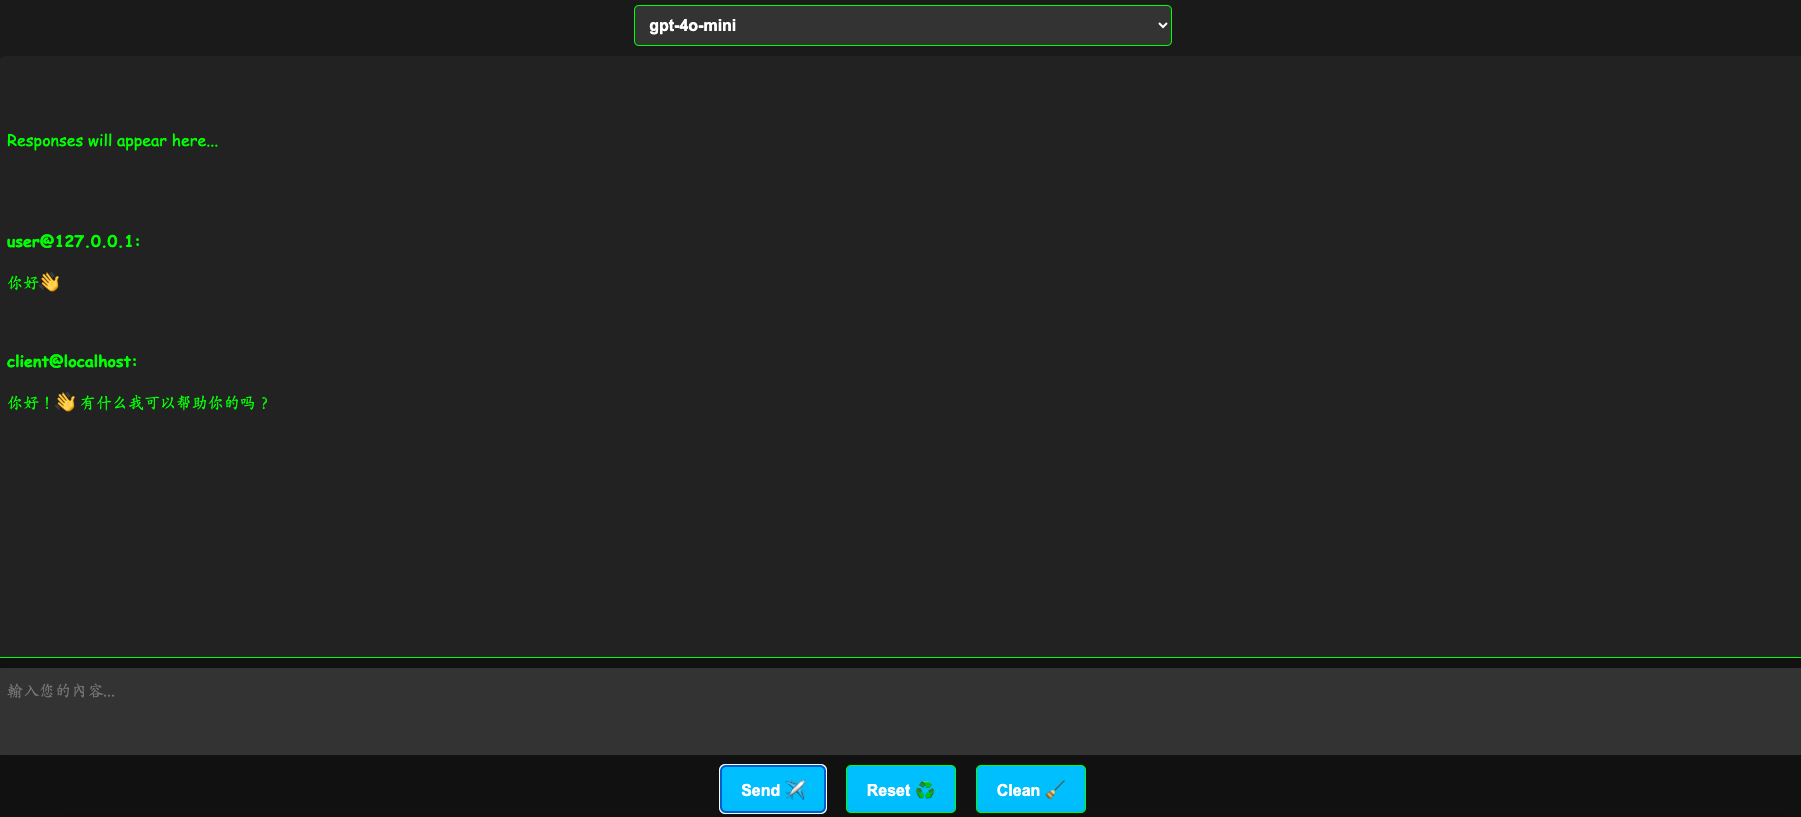 gpt-4o-mini
Responses will appear here...
user@127.0.0.1:
你好👋
client@localhost:
你好！👋 有什么我可以帮助你的吗？
輸入您的內容...
Send ✈️
Reset ♻️
Clean 🧹